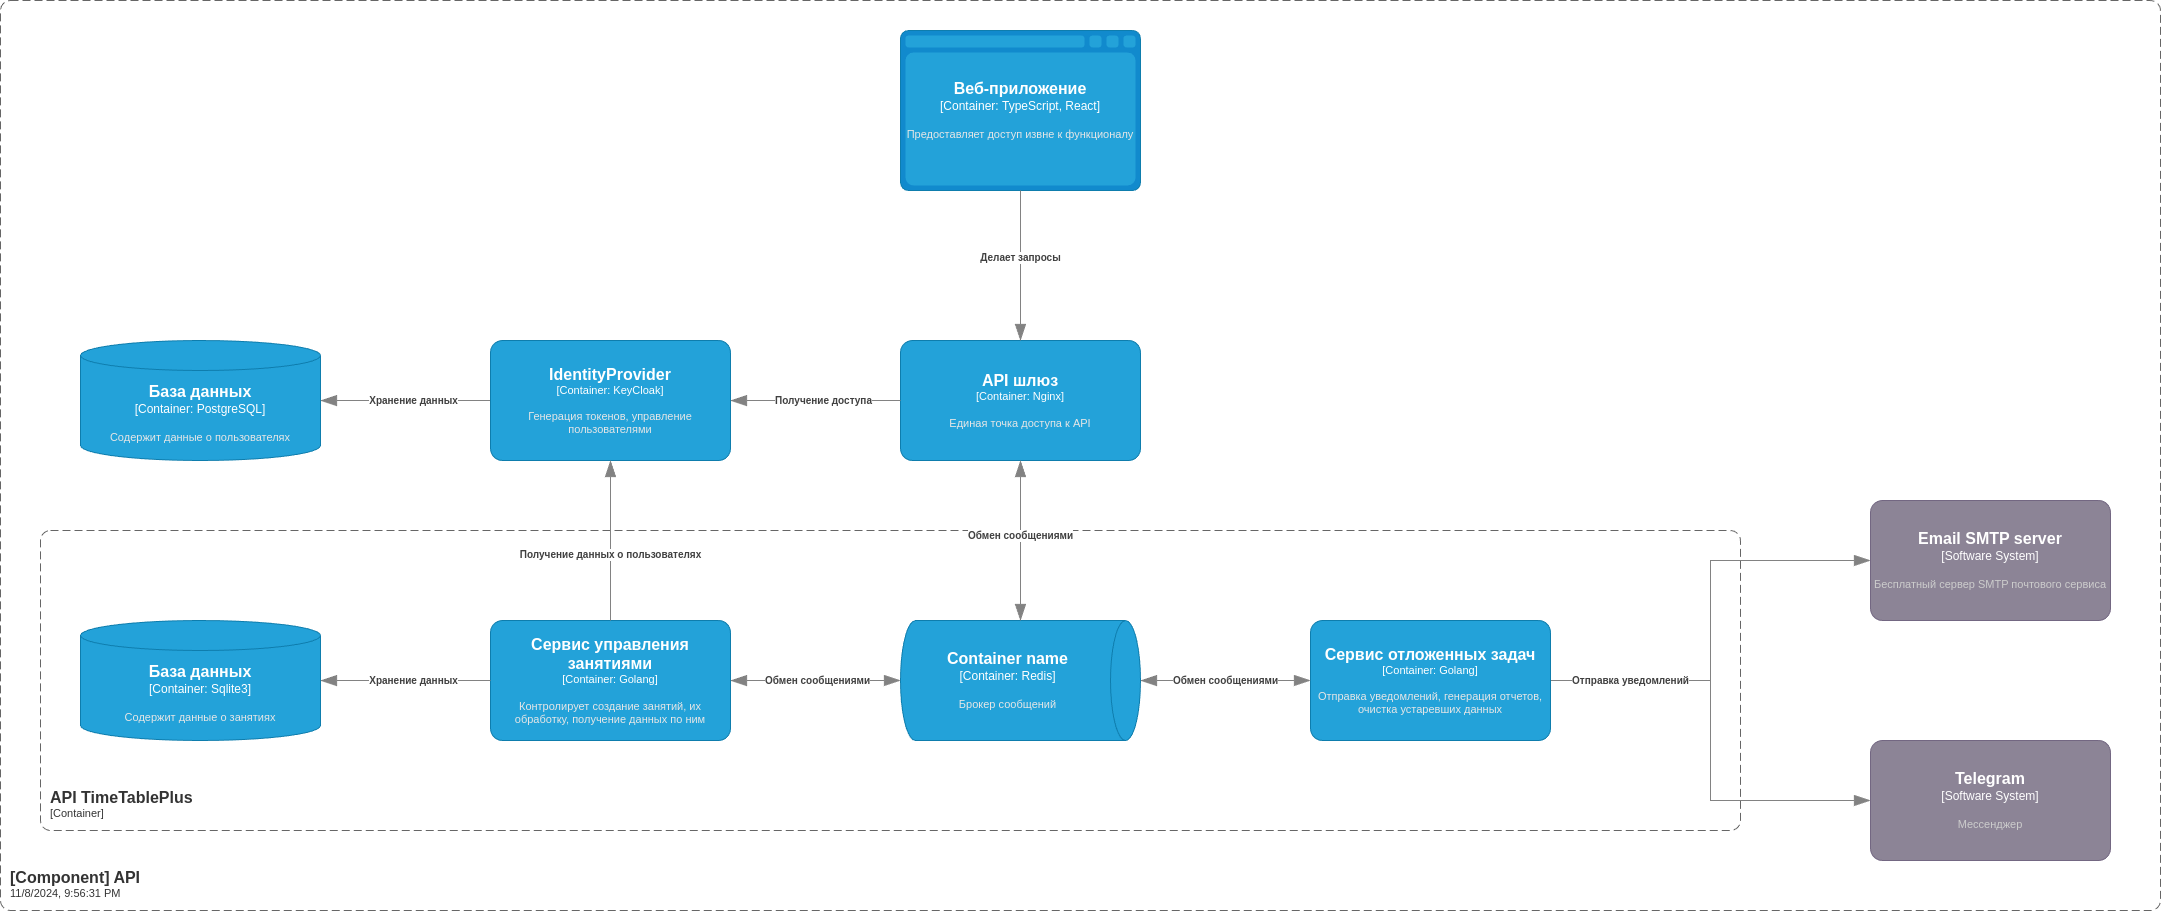 Веб-приложение
[Container: TypeScript, React]
Предоставляет доступ извне к функционалу
Делает запросы
База данных
[Container: PostgreSQL]
Содержит данные о пользователях
Хранение данных
IdentityProvider
[Container: KeyCloak]
Генерация токенов, управление
пользователями
Получение доступа
API шлюз
[Container: Nginx]
Единая точка доступа к API
Получение данных о пользователях
Обмен сообщениями
Email SMTP server
[Software System]
Бесплатный сервер SMTP почтового сервиса
База данных
[Container: Sqlite3]
Содержит данные о занятиях
Хранение данных
Сервис управления
занятиями
[Container: Golang]
Контролирует создание занятий, их
обработку, получение данных по ним
Обмен сообщениями
Container name
[Container: Redis]
Брокер сообщений
Обмен сообщениями
Сервис отложенных задач
[Container: Golang]
Отправка уведомлений, генерация отчетов,
очистка устаревших данных
Отправка уведомлений
Telegram
[Software System]
Мессенджер
API TimeTablePlus
[Container]
[Component] API
11/8/2024, 9:56:31 PM